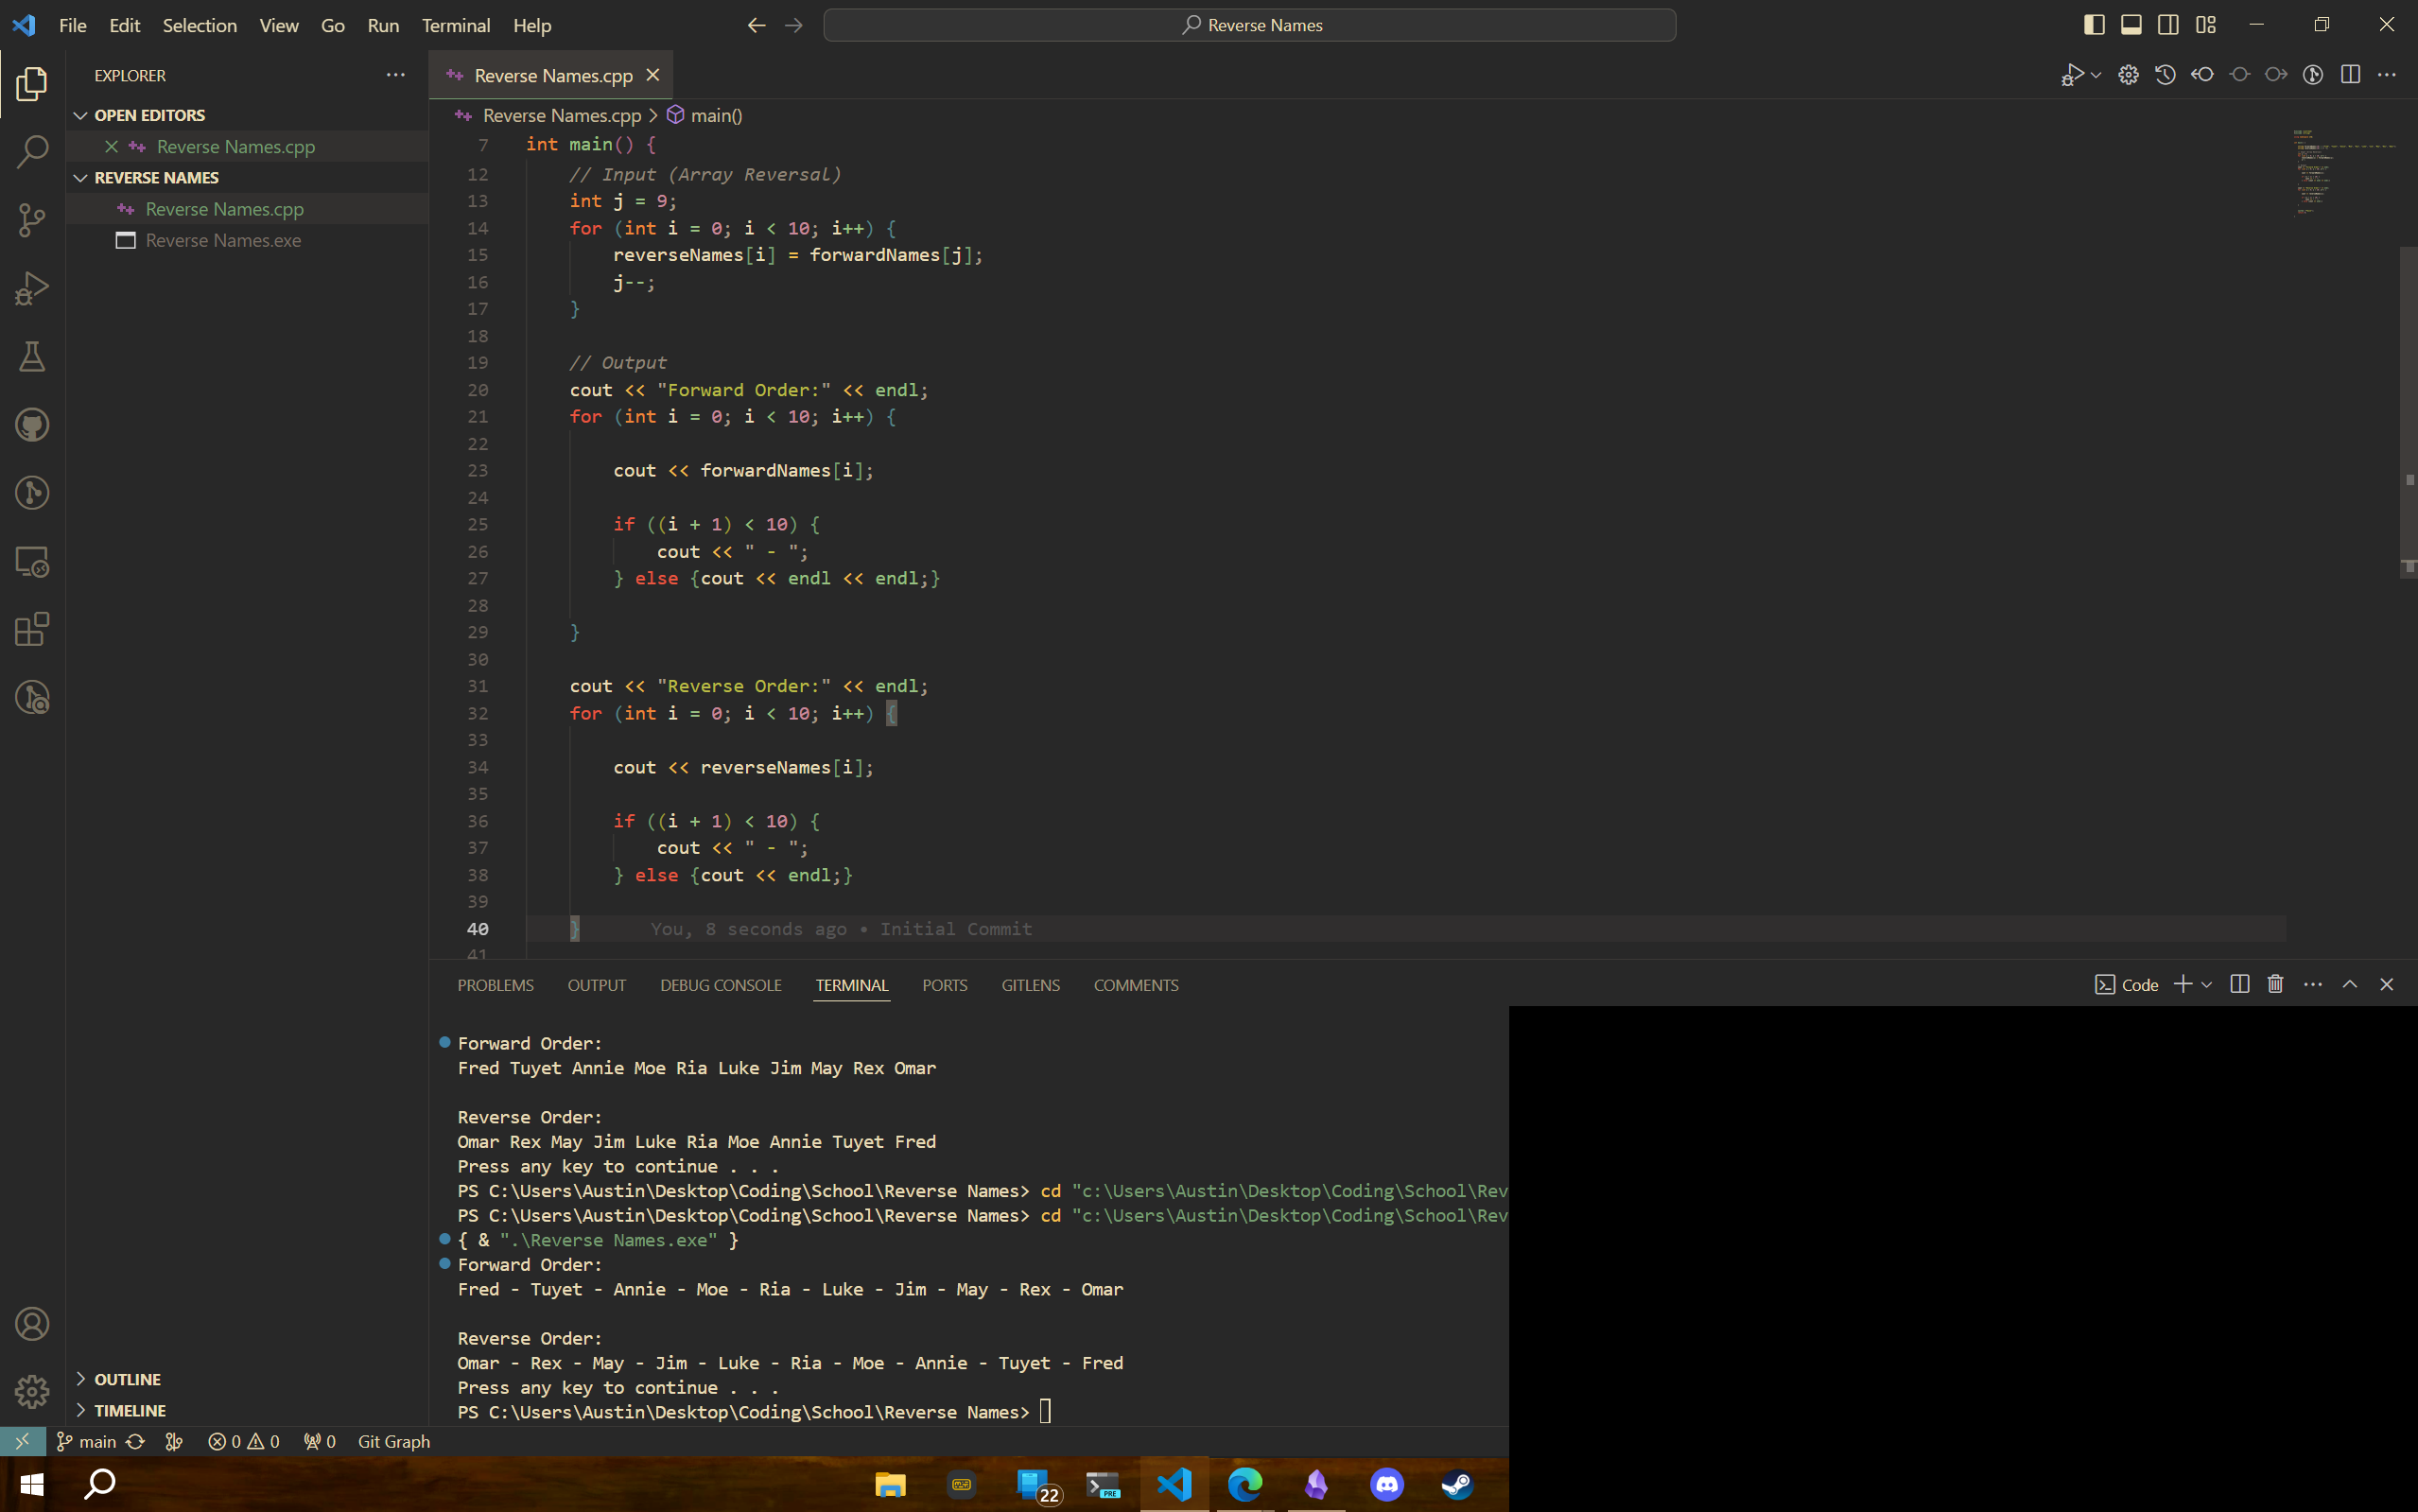 File Edit Selection View Go Run Terminal Help
Reverse Names
EXPLORER
OPEN EDITORS
Reverse Names.cpp
REVERSE NAMES
Reverse Names.cpp
Reverse Names.exe
OUTLINE
TIMELINE
Reverse Names.cpp
Reverse Names.cpp > main()
7 int main() {
12 // Input (Array Reversal)
13 int j = 9;
14 for (int i = 0; i < 10; i++) {
15 reverseNames[i] = forwardNames[j];
16 j--;
17 }
18
19 // Output
20 cout << "Forward Order:" << endl;
21 for (int i = 0; i < 10; i++) {
22
23 cout << forwardNames[i];
24
25 if ((i + 1) < 10) {
26 cout << " - ";
27 } else {cout << endl << endl;}
28
29 }
30
31 cout << "Reverse Order:" << endl;
32 for (int i = 0; i < 10; i++) {
33
34 cout << reverseNames[i];
35
36 if ((i + 1) < 10) {
37 cout << " - ";
38 } else {cout << endl;}
39
40 } You, 8 seconds ago • Initial Commit
41
PROBLEMS OUTPUT DEBUG CONSOLE TERMINAL PORTS GITLENS COMMENTS
Code
Forward Order:
Fred Tuyet Annie Moe Ria Luke Jim May Rex Omar
Reverse Order:
Omar Rex May Jim Luke Ria Moe Annie Tuyet Fred
Press any key to continue . . .
PS C:\Users\Austin\Desktop\Coding\School\Reverse Names> cd "c:\Users\Austin\Desktop\Coding\School\Rev
PS C:\Users\Austin\Desktop\Coding\School\Reverse Names> cd "c:\Users\Austin\Desktop\Coding\School\Rev
{ & ".\Reverse Names.exe" }
Forward Order:
Fred - Tuyet - Annie - Moe - Ria - Luke - Jim - May - Rex - Omar
Reverse Order:
Omar - Rex - May - Jim - Luke - Ria - Moe - Annie - Tuyet - Fred
Press any key to continue . . .
PS C:\Users\Austin\Desktop\Coding\School\Reverse Names>
main 0 0 0 Git Graph
22
PRE